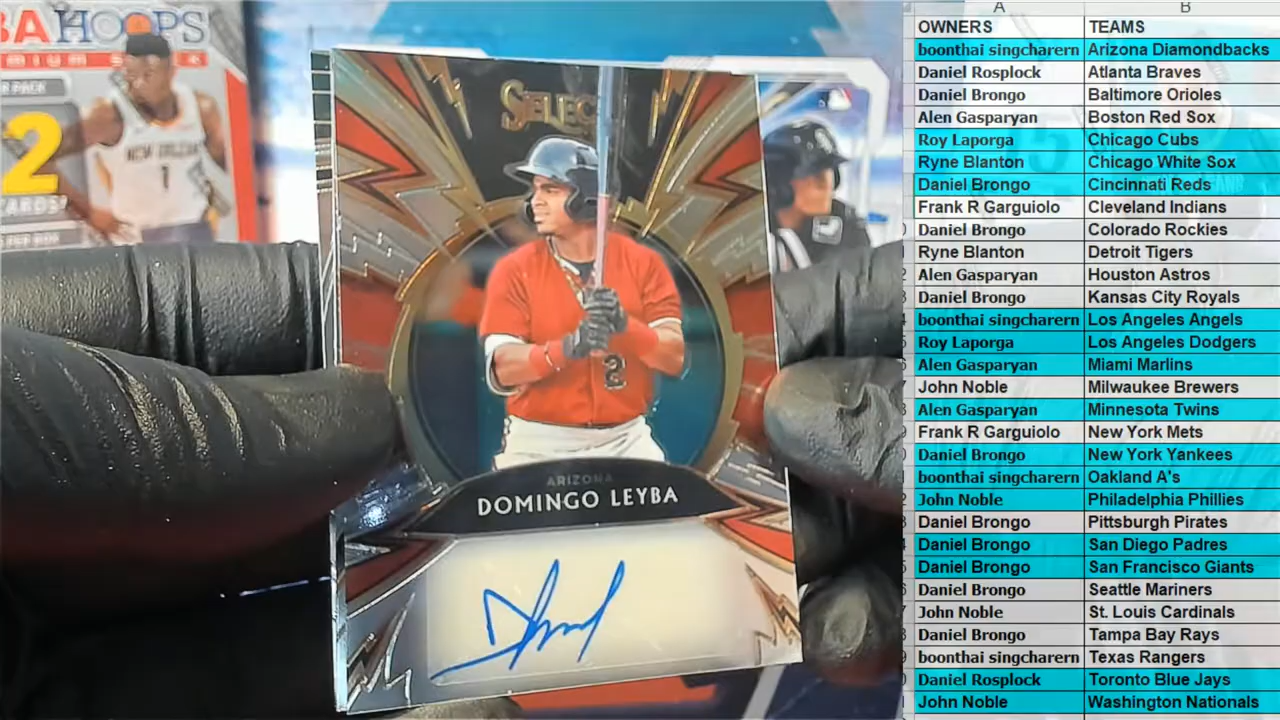 BA HOOPS
2
CARDS
NEW ORLEANS
1
SELECT
2
ARIZONA
DOMINGO LEYBA
A B
OWNERS TEAMS
boonthai singcharern Arizona Diamondbacks
Daniel Rosplock Atlanta Braves
Daniel Brongo Baltimore Orioles
Alen Gasparyan Boston Red Sox
Roy Laporga Chicago Cubs
Ryne Blanton Chicago White Sox
Daniel Brongo Cincinnati Reds
Frank R Garguiolo Cleveland Indians
Daniel Brongo Colorado Rockies
Ryne Blanton Detroit Tigers
Alen Gasparyan Houston Astros
Daniel Brongo Kansas City Royals
boonthai singcharern Los Angeles Angels
Roy Laporga Los Angeles Dodgers
Alen Gasparyan Miami Marlins
John Noble Milwaukee Brewers
Alen Gasparyan Minnesota Twins
Frank R Garguiolo New York Mets
Daniel Brongo New York Yankees
boonthai singcharern Oakland A's
John Noble Philadelphia Phillies
Daniel Brongo Pittsburgh Pirates
Daniel Brongo San Diego Padres
Daniel Brongo San Francisco Giants
Daniel Brongo Seattle Mariners
John Noble St. Louis Cardinals
Daniel Brongo Tampa Bay Rays
boonthai singcharern Texas Rangers
Daniel Rosplock Toronto Blue Jays
John Noble Washington Nationals